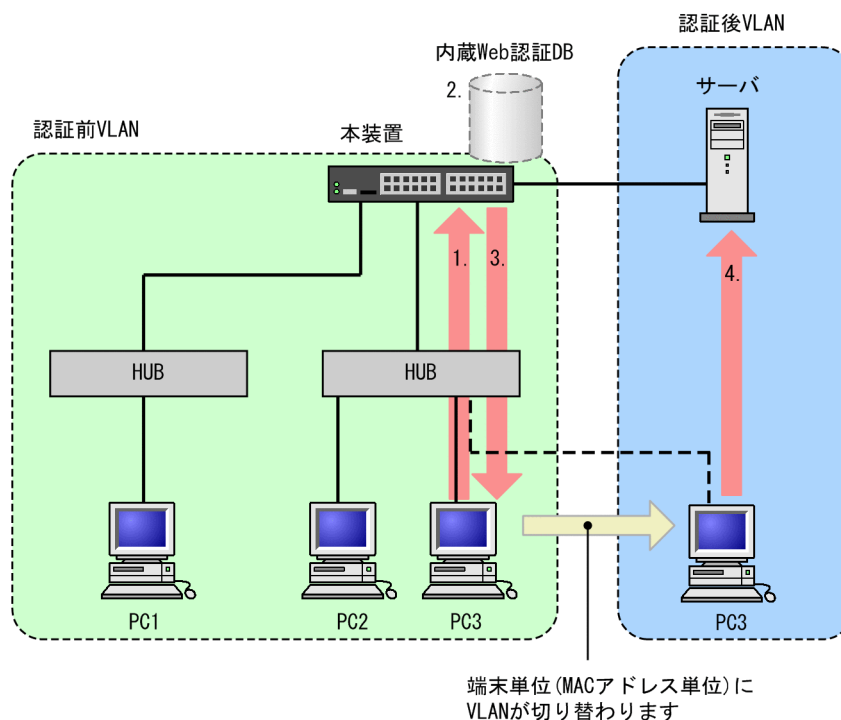 認証後VLAN
内蔵Web認証DB
2.
サーバ
認証前VLAN
本装置
1.
3.
4.
HUB
HUB
PC1
PC2
PC3
PC3
端末単位(MACアドレス単位)に
VLANが切り替わります